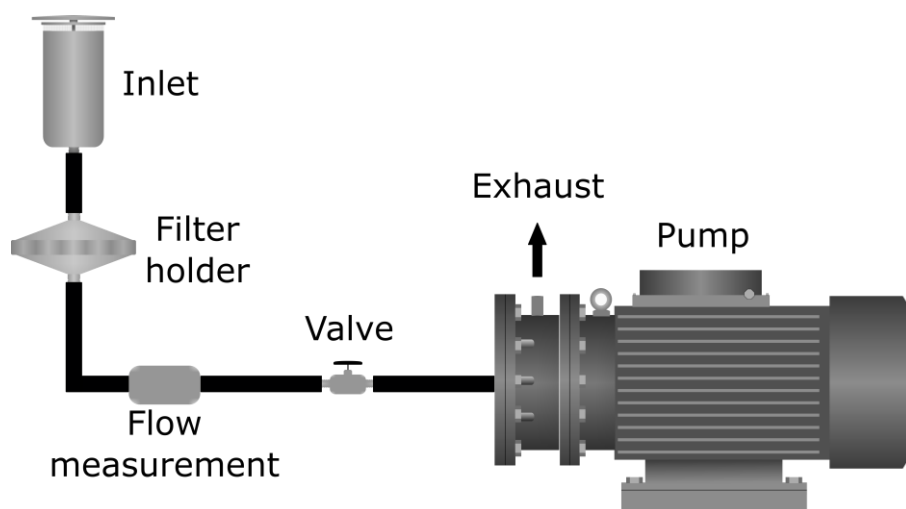 Inlet
Filter
holder
Flow
measurement
Valve
Exhaust
Pump